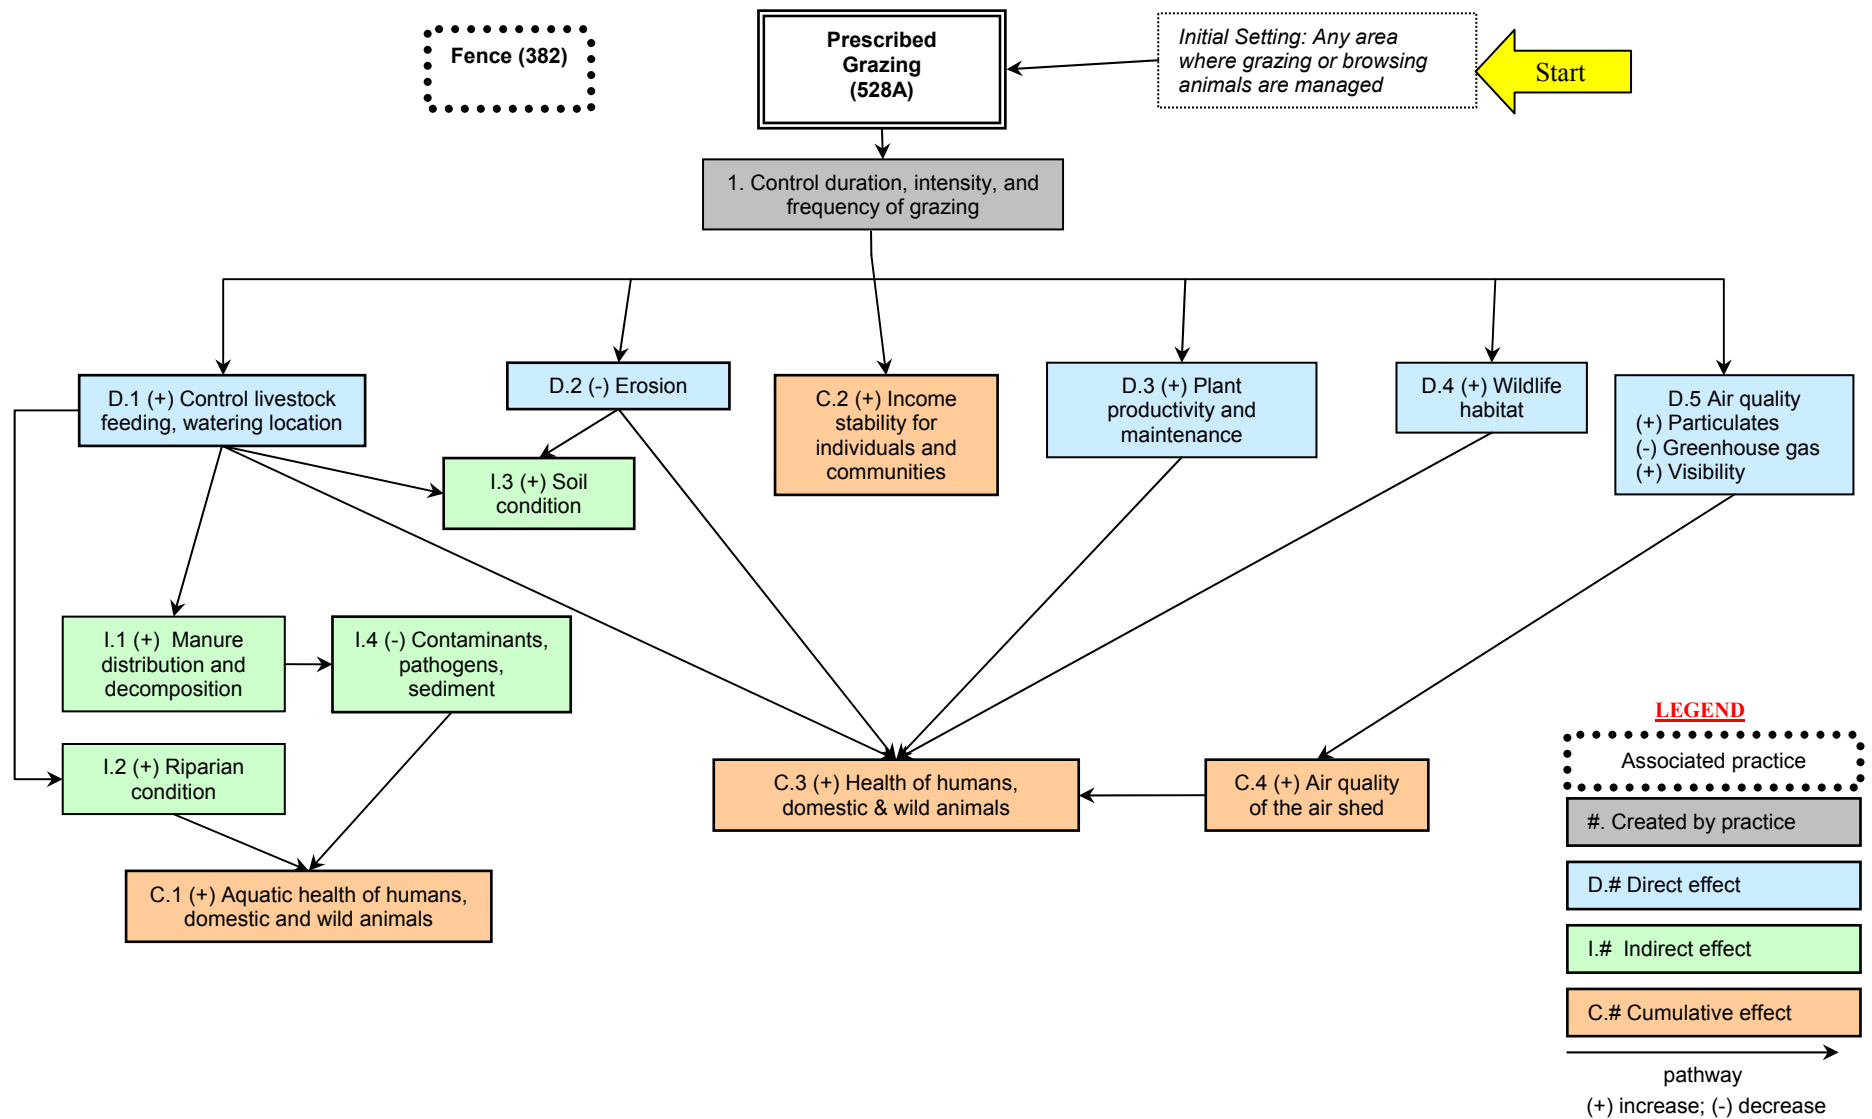 Fence (382)
Prescribed
Grazing
(528A)
Initial Setting: Any area
where grazing or browsing
animals are managed
Start
1. Control duration, intensity, and
frequency of grazing
D.1 (+) Control livestock
feeding, watering location
D.2 (-) Erosion
C.2 (+) Income
stability for
individuals and
communities
D.3 (+) Plant
productivity and
maintenance
D.4 (+) Wildlife
habitat
D.5 Air quality
(+) Particulates
(-) Greenhouse gas
(+) Visibility
I.3 (+) Soil
condition
I.1 (+)  Manure
distribution and
decomposition
I.4 (-) Contaminants,
pathogens,
sediment
I.2 (+) Riparian
condition
C.3 (+) Health of humans,
domestic & wild animals
C.4 (+) Air quality
of the air shed
C.1 (+) Aquatic health of humans,
domestic and wild animals
LEGEND
Associated practice
#. Created by practice
D.# Direct effect
I.#  Indirect effect
C.# Cumulative effect
pathway
(+) increase; (-) decrease